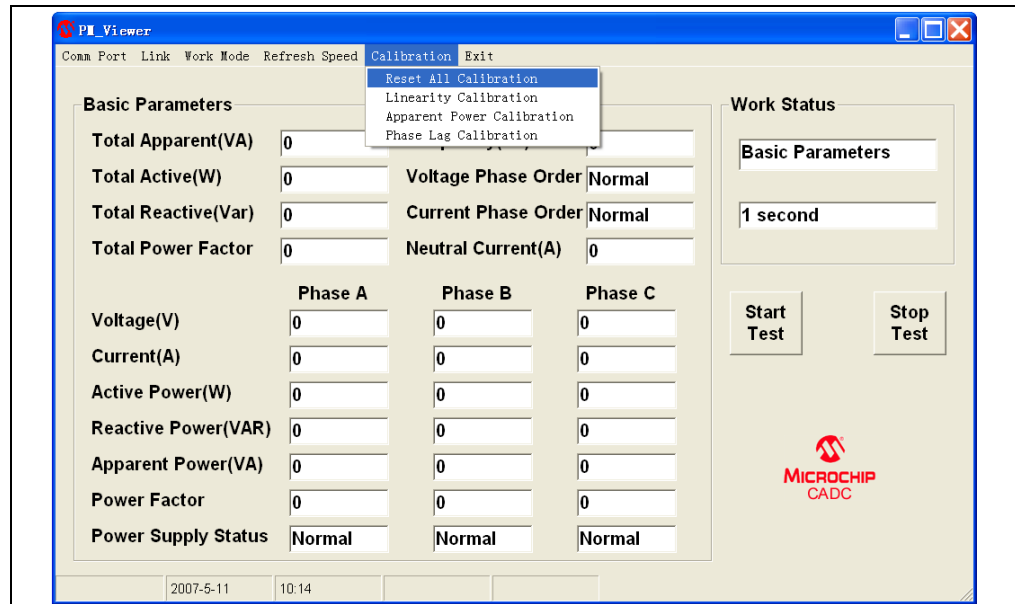 PM_Viewer
Comm Port Link Work Mode Refresh Speed Calibration Exit
Reset All Calibration
Linearity Calibration
Apparent Power Calibration
Phase Lag Calibration
Basic Parameters
Total Apparent(VA) 0
Total Active(W) 0 Voltage Phase Order Normal
Total Reactive(Var) 0 Current Phase Order Normal
Total Power Factor 0 Neutral Current(A) 0
Phase A Phase B Phase C
Voltage(V) 0 0 0
Current(A) 0 0 0
Active Power(W) 0 0 0
Reactive Power(VAR) 0 0 0
Apparent Power(VA) 0 0 0
Power Factor 0 0 0
Power Supply Status Normal Normal Normal
Work Status
Basic Parameters
1 second
Start Test
Stop Test
MICROCHIP
CADC
2007-5-11 10:14